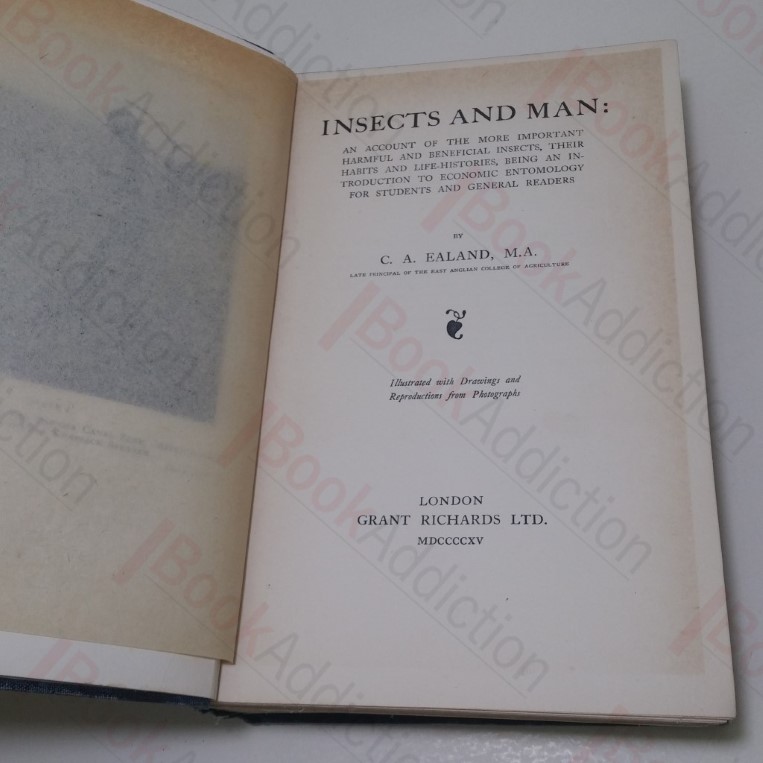 INSECTS AND MAN:
AN ACCOUNT OF THE MORE IMPORTANT
HARMFUL AND BENEFICIAL INSECTS, THEIR
HABITS AND LIFE-HISTORIES, BEING AN IN-
TRODUCTION TO ECONOMIC ENTOMOLOGY
FOR STUDENTS AND GENERAL READERS
BY
C. A. EALAND, M.A.
LATE PRINCIPAL OF THE EAST ANGLIAN COLLEGE OF AGRICULTURE
Illustrated with Drawings and
Reproductions from Photographs
LONDON
GRANT RICHARDS LTD.
MDCCCCXV
BookAddiction